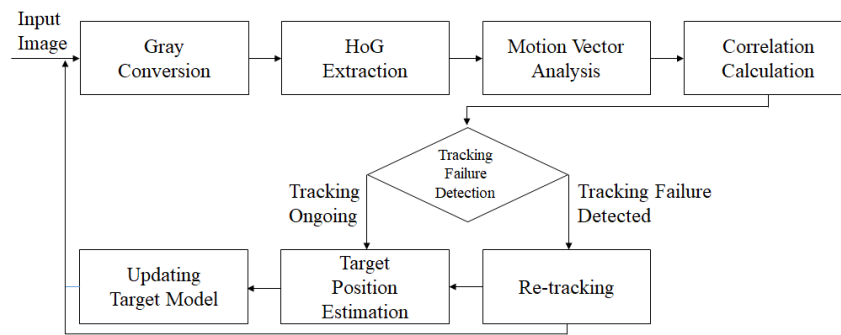 Input
Image
Gray
Conversion
HoG
Extraction
Motion Vector
Analysis
Correlation
Calculation
Tracking
Failure
Detection
Tracking
Ongoing
Tracking Failure
Detected
Updating
Target Model
Target
Position
Estimation
Re-tracking